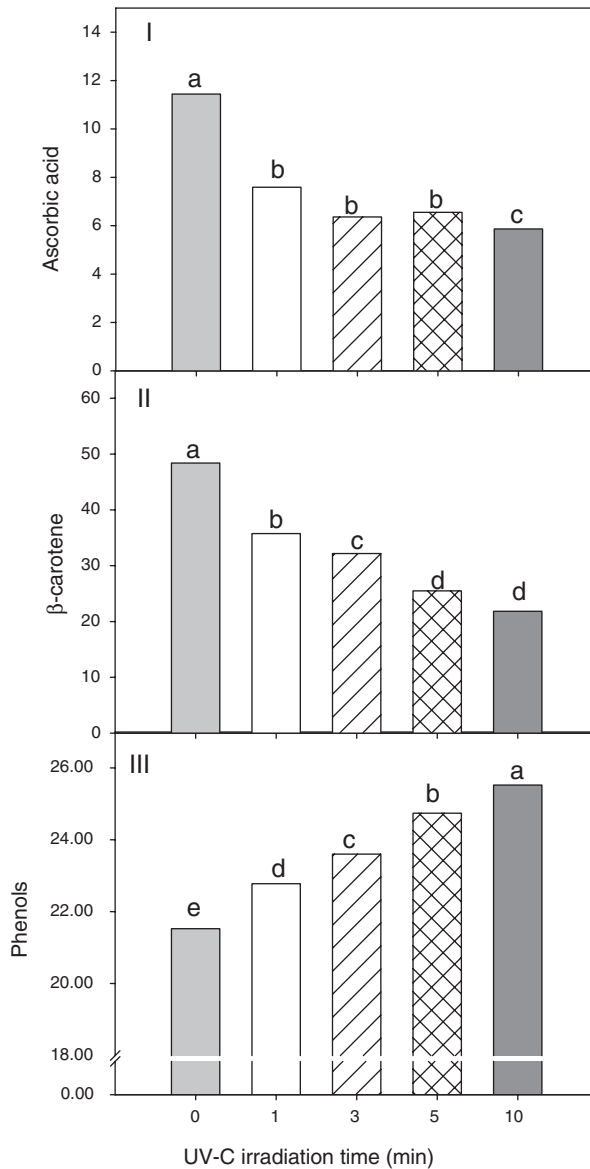 I
14
12
10
8
6
4
2
0
Ascorbic acid
a
b
b
b
c
II
60
50
40
30
20
10
0
β-carotene
a
b
c
d
d
III
26.00
24.00
22.00
20.00
18.00
0.00
Phenols
e
d
c
b
a
0 1 3 5 10
UV-C irradiation time (min)